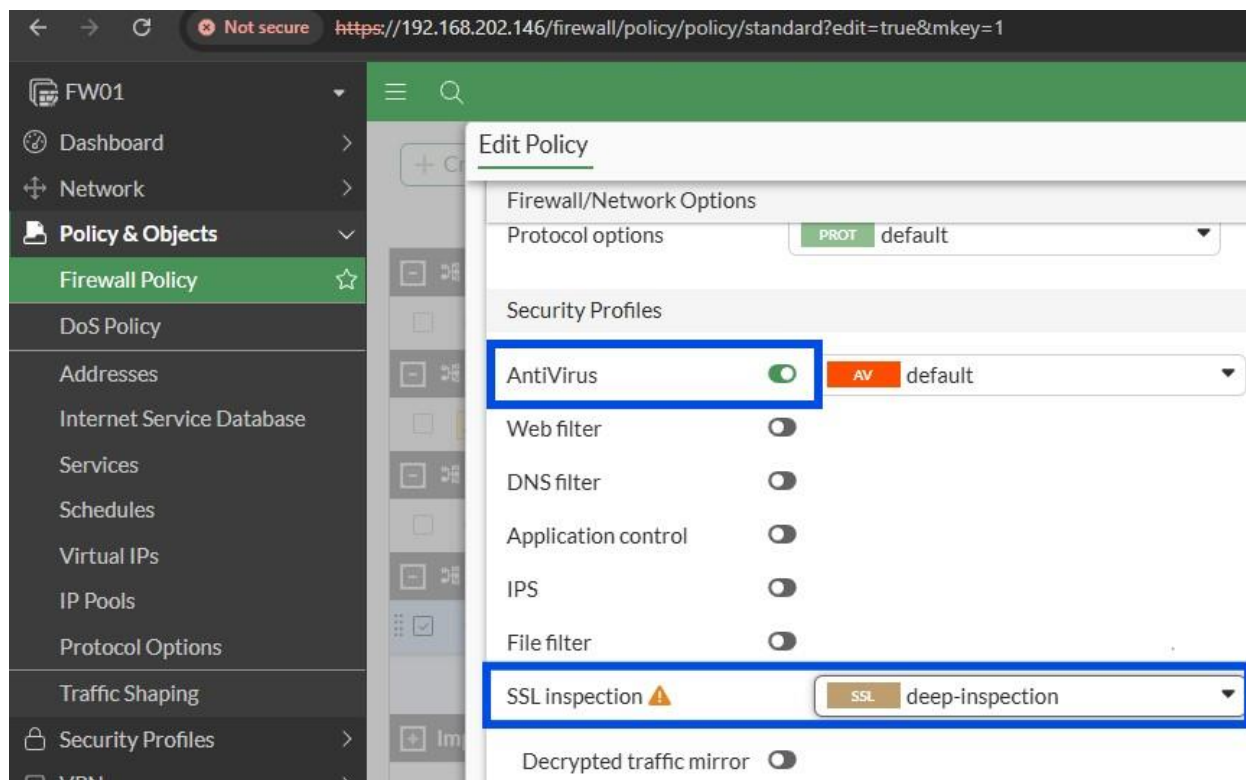 Not secure https://192.168.202.146/firewall/policy/policy/standard?edit=true&mkey=1
FW01
Dashboard
Network
Policy & Objects
Firewall Policy
DoS Policy
Addresses
Internet Service Database
Services
Schedules
Virtual IPs
IP Pools
Protocol Options
Traffic Shaping
Security Profiles
VPN
Edit Policy
Firewall/Network Options
Protocol options PROT default
Security Profiles
AntiVirus AV default
Web filter
DNS filter
Application control
IPS
File filter
SSL inspection SSL deep-inspection
Decrypted traffic mirror